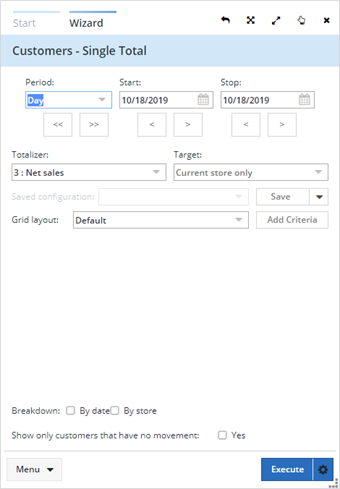 Start Wizard
Customers - Single Total
Period: Start: Stop:
Day 10/18/2019 10/18/2019
<< >> < > < >
Totalizer: Target:
3 : Net sales Current store only
Saved configuration: Save
Grid layout: Default Add Criteria
Breakdown: By date By store
Show only customers that have no movement: Yes
Menu Execute